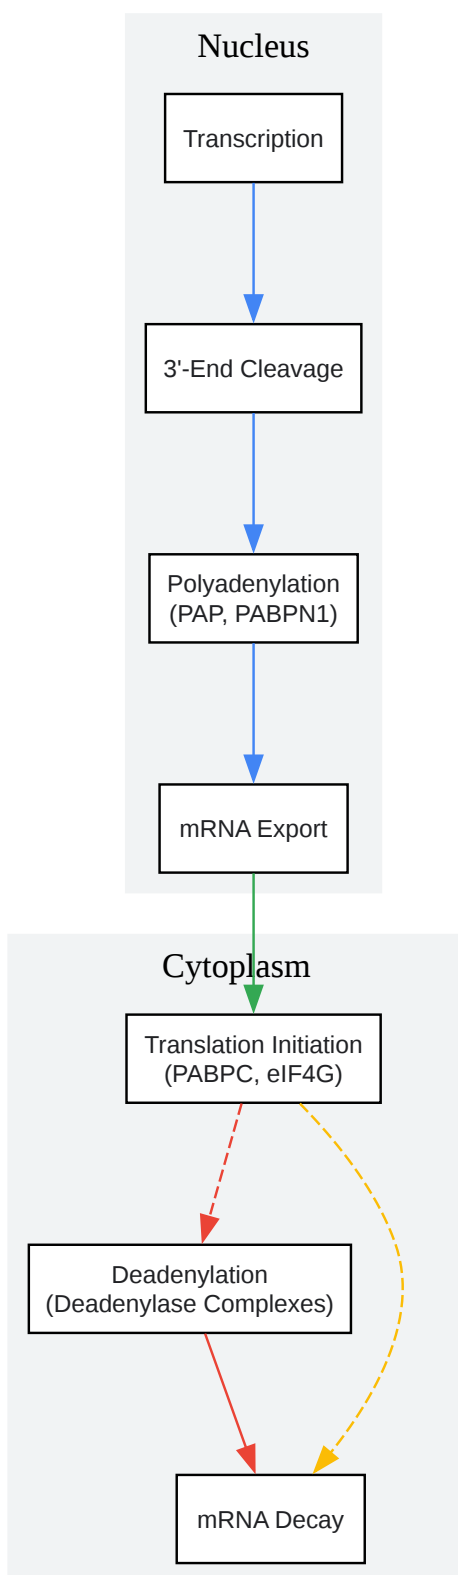 Nucleus
Transcription
3'-End Cleavage
Polyadenylation
(PAP, PABPN1)
mRNA Export
Cytoplasm
Translation Initiation
(PABPC, eIF4G)
Deadenylation
(Deadenylase Complexes)
mRNA Decay